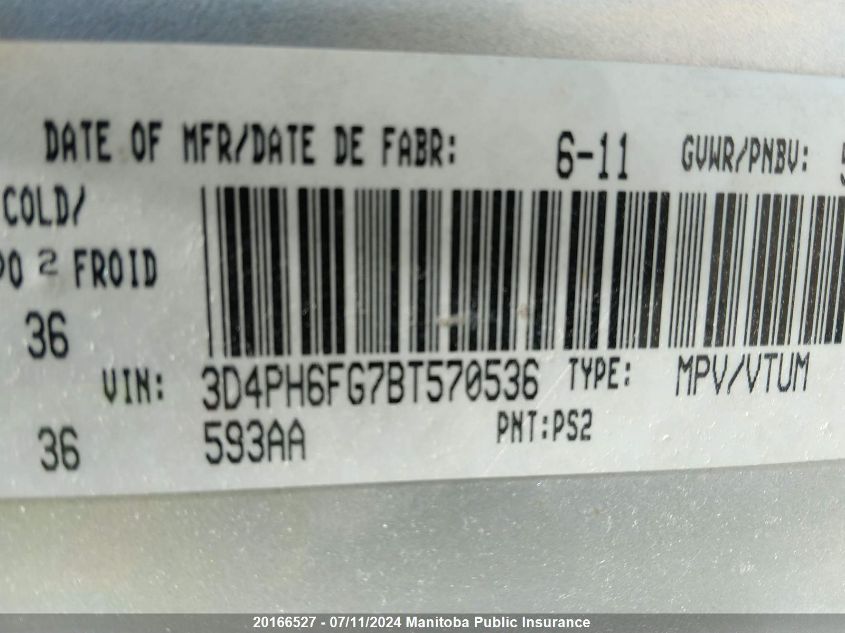 DATE OF MFR/DATE DE FABR: 6-11 GVWR/PNBV:
COLD/
2 FROID
36
VIN: 3D4PH6FG7BT570536 TYPE: MPV/VTUM
36 593AA PNT:PS2
20166527 - 07/11/2024 Manitoba Public Insurance